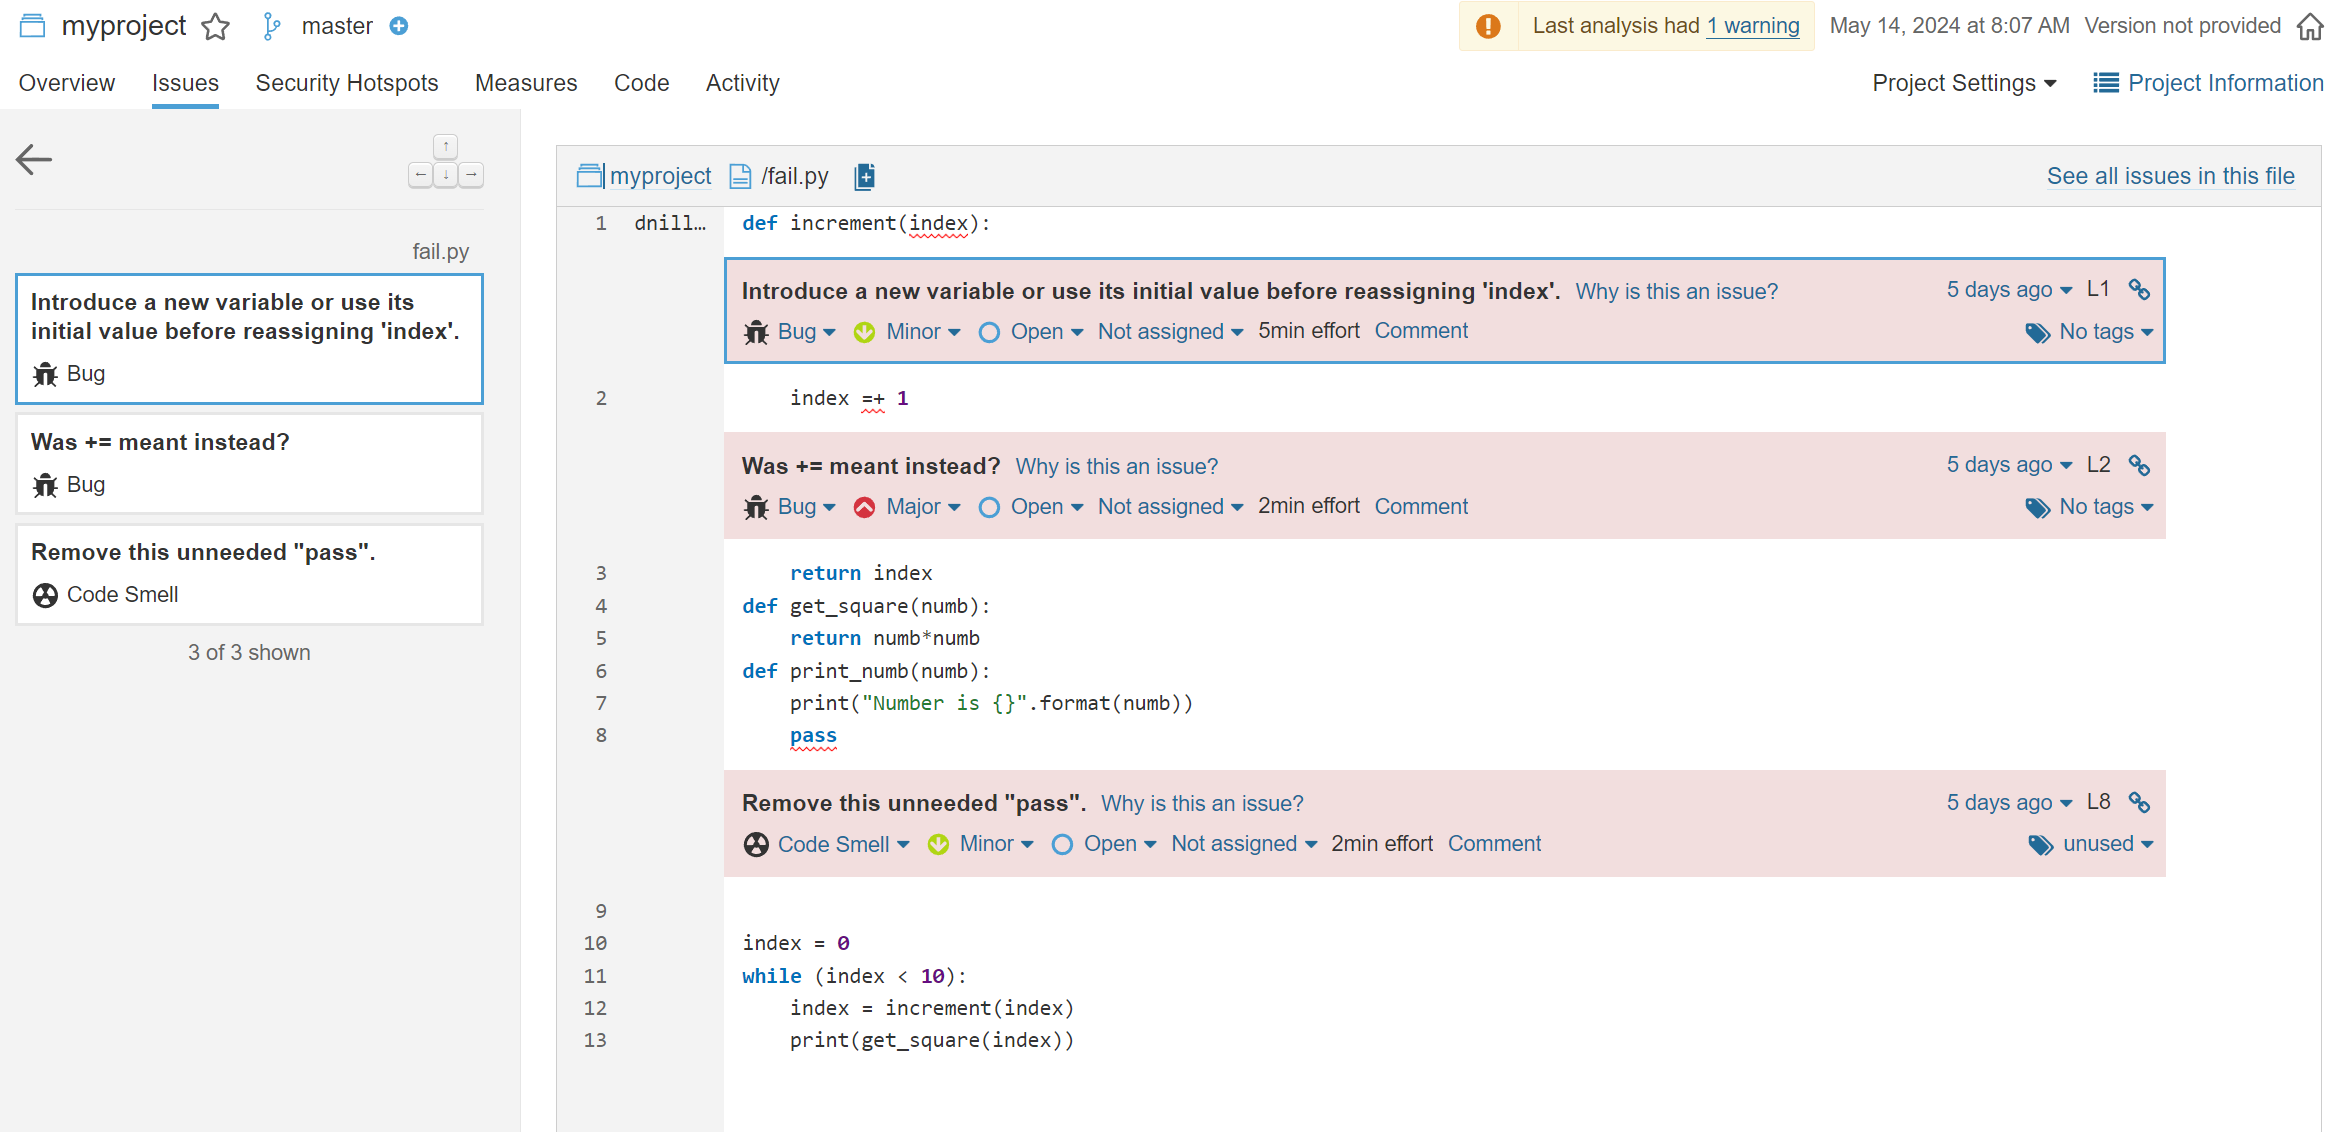 myproject master
Last analysis had 1 warning May 14, 2024 at 8:07 AM Version not provided
Overview Issues Security Hotspots Measures Code Activity
Project Settings Project Information
↑
← ↓ →
fail.py
Introduce a new variable or use its
initial value before reassigning 'index'.
Bug
Was += meant instead?
Bug
Remove this unneeded "pass".
Code Smell
3 of 3 shown
myproject /fail.py See all issues in this file
1 dnill… def increment(index):
Introduce a new variable or use its initial value before reassigning 'index'. Why is this an issue? 5 days ago L1
Bug Minor Open Not assigned 5min effort Comment No tags
2 index =+ 1
Was += meant instead? Why is this an issue? 5 days ago L2
Bug Major Open Not assigned 2min effort Comment No tags
3 return index
4 def get_square(numb):
5 return numb*numb
6 def print_numb(numb):
7 print("Number is {}".format(numb))
8 pass
Remove this unneeded "pass". Why is this an issue? 5 days ago L8
Code Smell Minor Open Not assigned 2min effort Comment unused
9
10 index = 0
11 while (index < 10):
12 index = increment(index)
13 print(get_square(index))